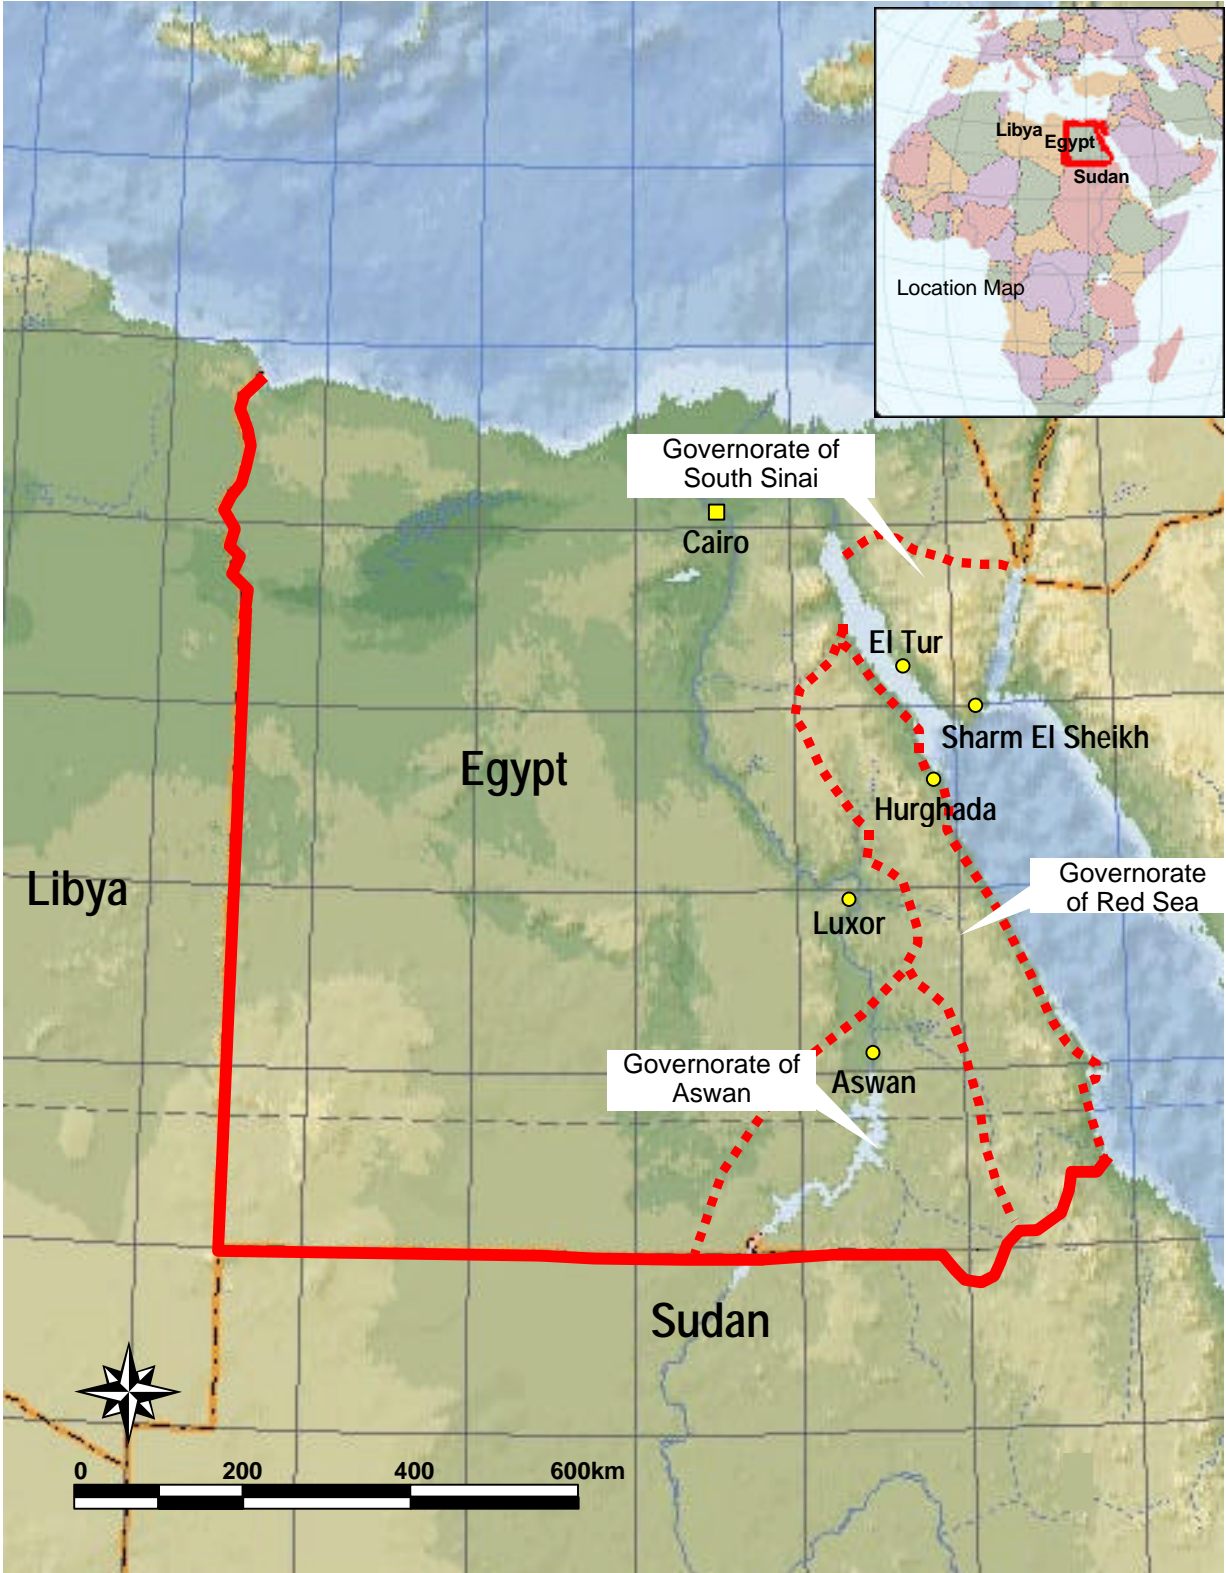 Libya
Egypt
Sudan
Location Map
Governorate of
South Sinai
Cairo
El Tur
Sharm El Sheikh
Egypt
Hurghada
Libya
Governorate
of Red Sea
Luxor
Governorate of
Aswan
Aswan
Sudan
0 200 400 600km